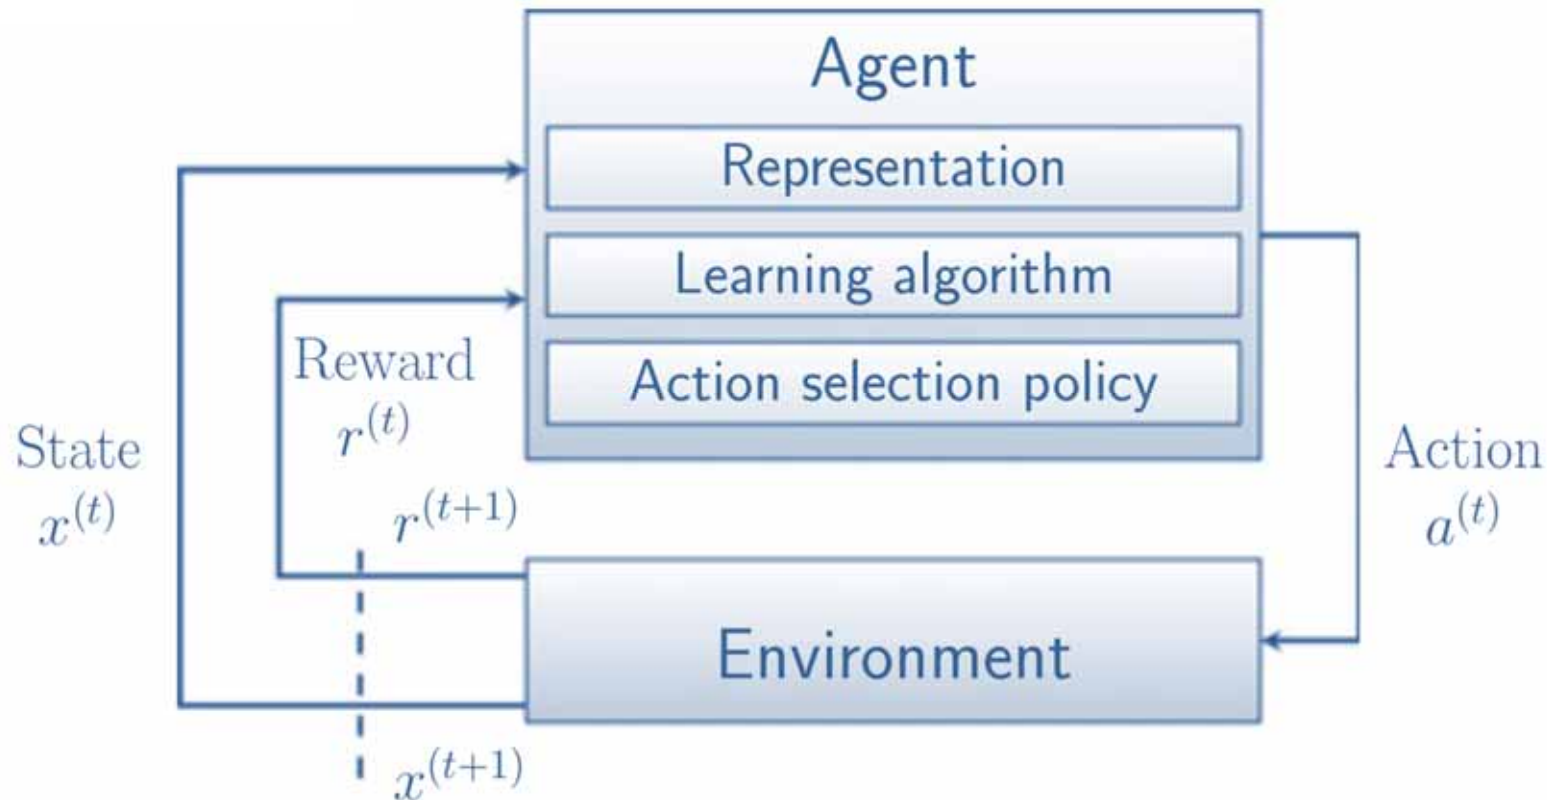 Agent
Representation
Learning algorithm
Action selection policy
Reward
r^(t)
State
x^(t)
Action
a^(t)
r^(t+1)
Environment
x^(t+1)